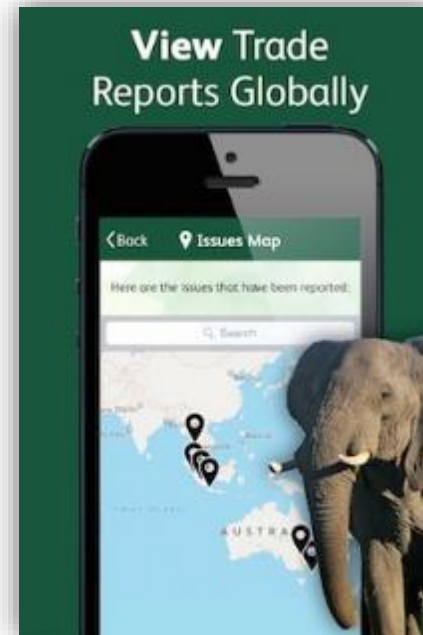 View Trade
Reports Globally
Back
Issues Map
Here are the issues that have been reported:
Search
AUSTRA